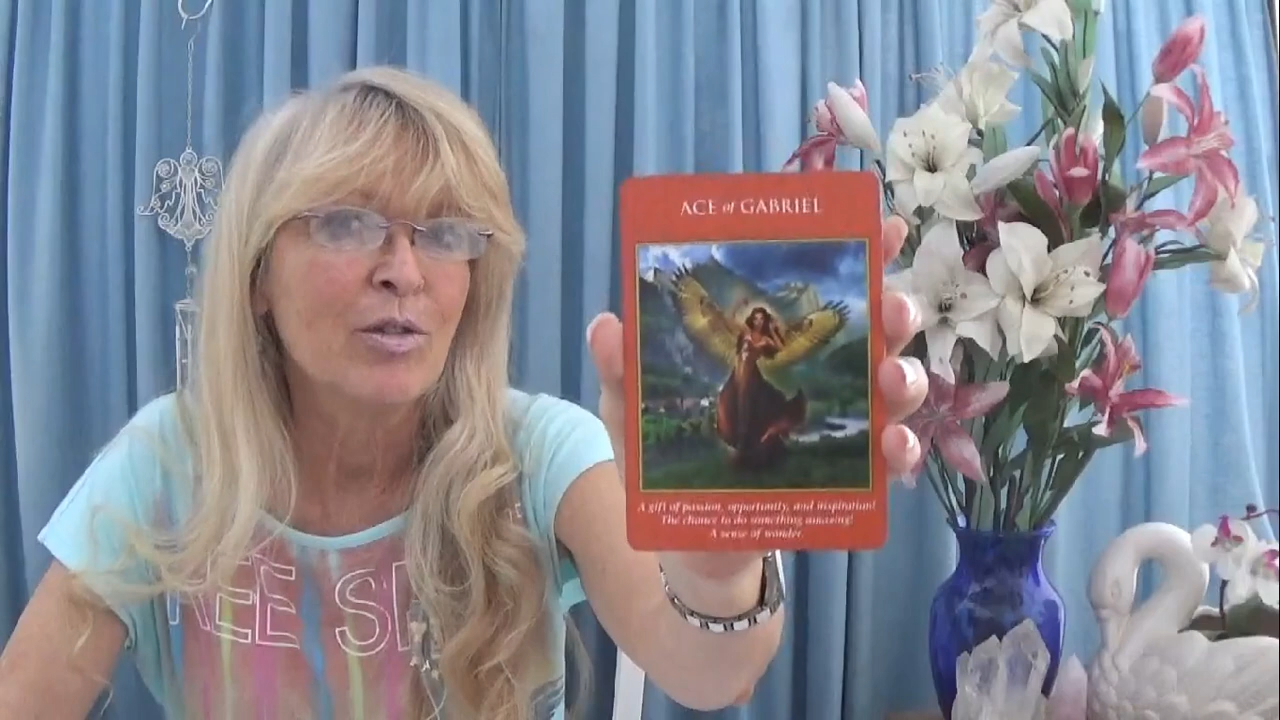 ACE of GABRIEL
A gift of passion, opportunity, and inspiration!
The chance to do something amazing!
A sense of wonder.